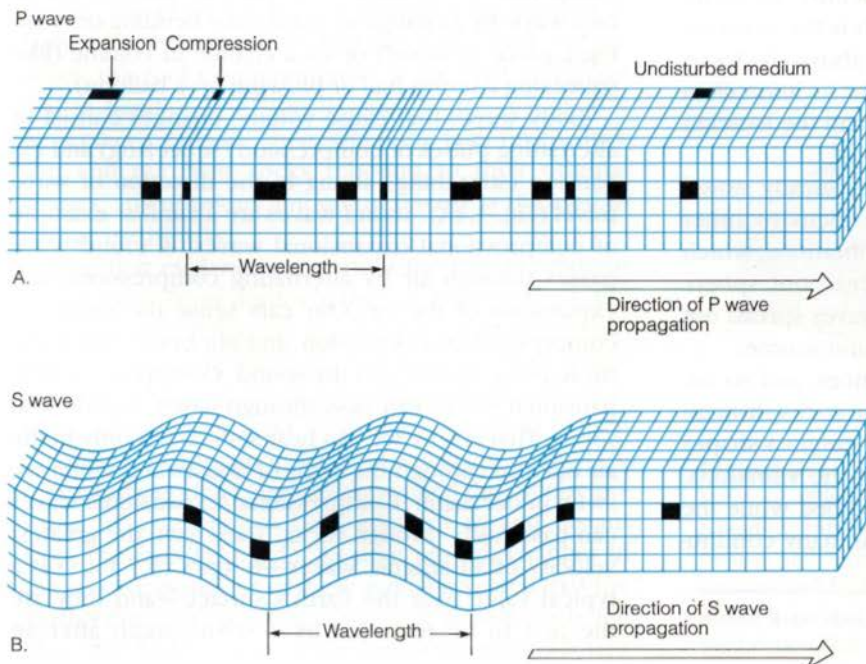 P wave
Expansion Compression
Undisturbed medium
Wavelength
A.
Direction of P wave
propagation
S wave
Wavelength
Direction of S wave
propagation
B.